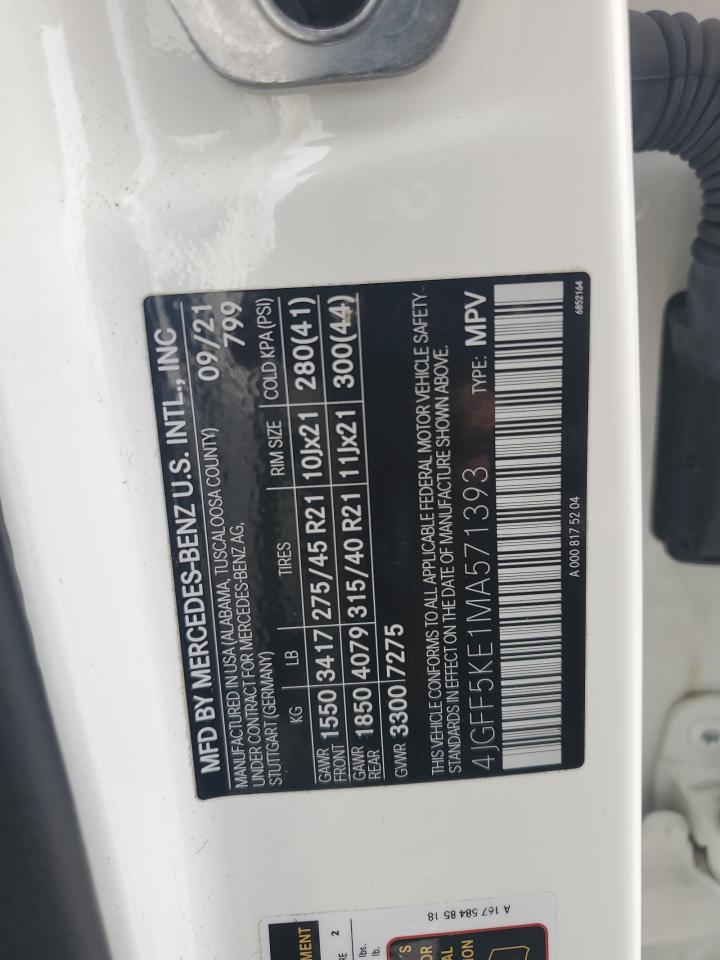 MFD BY MERCEDES-BENZ U.S. INTL., INC
MANUFACTURED IN USA (ALABAMA, TUSCALOOSA COUNTY) 09/21
UNDER CONTRACT FOR MERCEDES-BENZ AG, 799
STUTTGART (GERMANY)
KG LB TIRES RIM SIZE COLD KPA (PSI)
GAWR FRONT 1550 3417 275/45 R21 10Jx21 280(41)
GAWR REAR 1850 4079 315/40 R21 11Jx21 300(44)
GVWR 3300 7275
THIS VEHICLE CONFORMS TO ALL APPLICABLE FEDERAL MOTOR VEHICLE SAFETY-
STANDARDS IN EFFECT ON THE DATE OF MANUFACTURE SHOWN ABOVE.
4JGFF5KE1MA571393 TYPE: MPV
A 000 817 52 04 6852164
A 167 584 85 18
2
lbs.
lb.